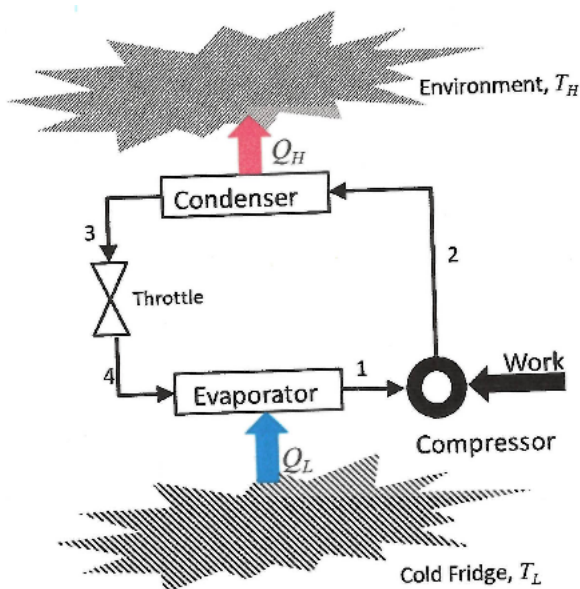 Environment, T_H
Q_H
Condenser
3
2
Throttle
4
Evaporator
1
Work
Compressor
Q_L
Cold Fridge, T_L